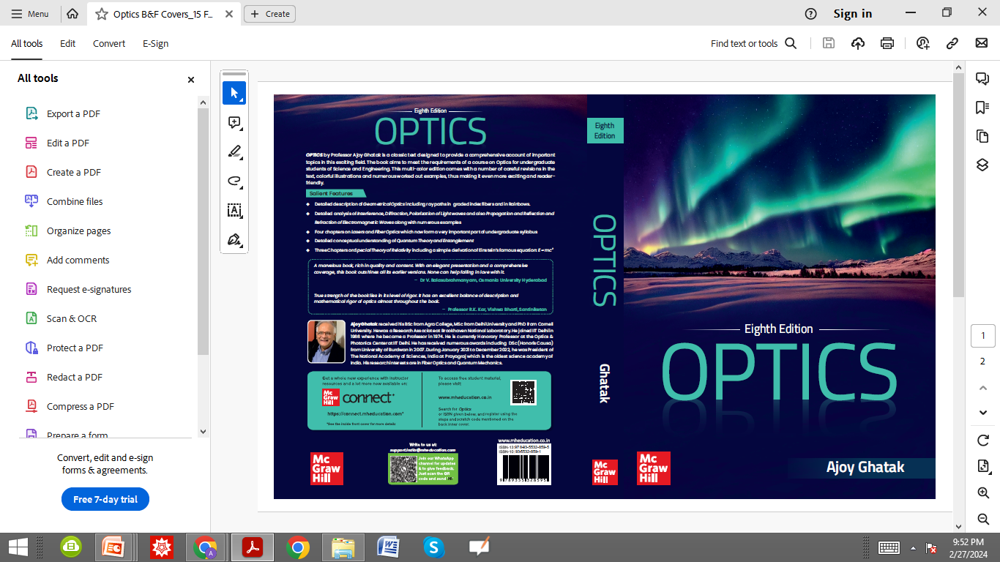 Menu
Optics B&F Covers_15 F...
Create
Sign in
All tools
Edit
Convert
E-Sign
Find text or tools
All tools
Export a PDF
Edit a PDF
Create a PDF
Combine files
Organize pages
Add comments
Request e-signatures
Scan & OCR
Protect a PDF
Redact a PDF
Compress a PDF
Prepare a form
Convert, edit and e-sign
forms & agreements.
Free 7-day trial
Eighth Edition
OPTICS
OPTICS by Professor Ajoy Ghatak is a classic text designed to provide a comprehensive account of important
topics in this exciting field. The book aims to meet the requirements of a course on Optics for undergraduate
students of Science and Engineering. This multi-color edition comes with a number of careful revisions in the
text, colorful illustrations and numerous worked out examples, thus making it even more exciting and reader-
friendly.
Salient Features
Detailed description of Geometrical Optics including ray paths in graded index fibers and in Rainbows.
Detailed analysis of Interference, Diffraction, Polarization of Light waves and also Propagation and Reflection and
Refraction of Electromagnetic Waves along with numerous examples
Four chapters on Lasers and Fiber Optics which now form a very important part of undergraduate syllabus
Detailed conceptual understanding of Quantum Theory and Entanglement
Three Chapters on Special Theory of Relativity including a simple derivation of Einstein's famous equation: E = mc²
A marvelous book, rich in quality and content. With an elegant presentation and a comprehensive
coverage, this book outshines all its earlier versions. None can help falling in love with it.
– Dr V. Balasubrahmanyam, Osmania University Hyderabad
True strength of the book lies in its level of rigor. It has an excellent balance of description and
mathematical rigor of optics almost throughout the book.
– Professor R.K. Kar, Vishwa Bharti, Santiniketan
Ajoy Ghatak received his BSc from Agra College, MSc from Delhi University and PhD from Cornell
University. He was a Research Associate at Brookhaven National Laboratory. He joined IIT Delhi in
1966 where he became a Professor in 1974. He is currently Honorary Professor at the Optics &
Photonics Center at IIT Delhi. He has received numerous awards including DSc (Honoris Causa)
from University of Burdwan in 2007. During January 2021 to December 2022, he was President of
The National Academy of Sciences, India at Prayagraj which is the oldest science academy of
India. His research interests are in Fiber Optics and Quantum Mechanics.
Get a whole new experience with instructor
resources and a lot more now available on:
Mc
Graw
Hill
connect
https://connect.mheducation.com*
*See the inside front cover for more details
To access free student material,
please visit:
www.mheducation.co.in
Search for Optics
or ISBN given below, and register using the
steps and scratch code mentioned on the
back inner cover.
Mc
Graw
Hill
Write to us at:
support.india@mheducation.com
Join our WhatsApp
channel for updates
& to give feedback.
Just scan the QR
code and send
www.mheducation.co.in
ISBN-13: 978-93-5532-859-5
ISBN-10: 93-5532-859-1
9 789355 328595
Eighth
Edition
OPTICS
Ghatak
Mc
Graw
Hill
Eighth Edition
OPTICS
Mc
Graw
Hill
Ajoy Ghatak
1
2
9:52 PM
2/27/2024